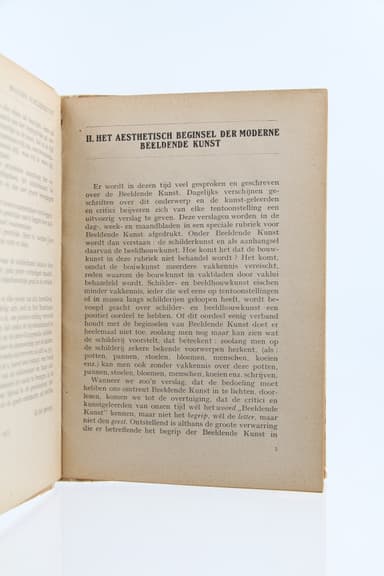 II. HET AESTHETISCH BEGINSEL DER MODERNE
BEELDENDE KUNST
Er wordt in dezen tijd veel gesproken en geschreven
over de Beeldende Kunst. Dagelijks verschijnen ge-
schriften over dit onderwerp en de kunst-geleerden
en critici beijveren zich van elke tentoonstelling een
uitvoerig verslag te geven. Deze verslagen worden in de
dag-, week- en maandbladen in een speciale rubriek voor
Beeldende Kunst afgedrukt. Onder Beeldende Kunst
wordt dan verstaan: de schilderkunst en als aanhangsel
daarvan de beeldhouwkunst. Hoe komt het dat de bouw-
kunst in deze rubriek niet behandeld wordt? Het komt,
omdat de bouwkunst meerdere vakkennis vereischt,
reden waarom de bouwkunst in vakbladen door vaklui
behandeld wordt. Schilder- en beeldhouwkunst eischen
minder vakkennis, ieder die wel eens op tentoonstellingen
of in musea langs schilderijen geloopen heeft, wordt be-
voegd geacht over schilder- en beeldhouwkunst een
positief oordeel te hebben. Of dit oordeel eenig verband
houdt met de beginselen van Beeldende Kunst doet er
heelemaal niet toe: zoolang men nog maar kan zien wat
de schilderij voorstelt, dat beteekent: zoolang men op
de schilderij zekere bekende voorwerpen herkent, (als:
potten, pannen, stoelen, bloemen, menschen, koeien
enz.) kan men ook zonder vakkennis over deze potten,
pannen, stoelen, bloemen, menschen, koeien enz. schrijven.
Wanneer we zoo'n verslag, dat de bedoeling moet
hebben ons omtrent Beeldende Kunst in te lichten, door-
lezen, komen we tot de overtuiging, dat de critici en
kunstgeleerden van onzen tijd wél het woord „Beeldende
Kunst" kennen, maar niet het begrip, wél de letter, maar
niet den geest. Ontstellend is althans de groote verwarring
die er betreffende het begrip der Beeldende Kunst in